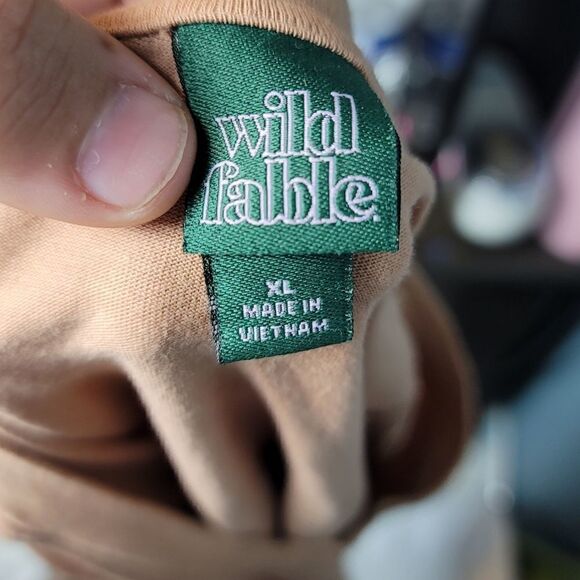 wild
fable.
XL
MADE IN
VIETNAM